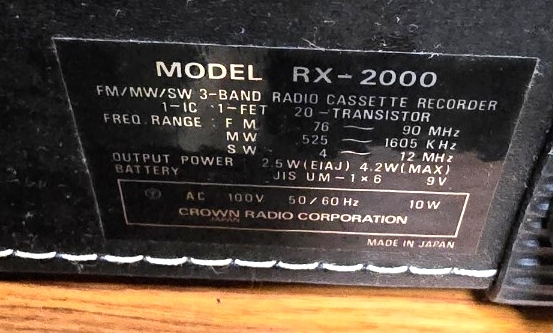 MODEL RX-2000
FM/MW/SW 3-BAND RADIO CASSETTE RECORDER
1-IC 1-FET 20-TRANSISTOR
FREQ. RANGE : FM 76 ~ 90 MHz
MW 525 ~ 1605 KHz
SW 4 ~ 12 MHz
OUTPUT POWER 2.5W(EIAJ) 4.2W(MAX)
BATTERY JIS UM-1×6 9V
AC 100V 50/60 Hz 10W
CROWN RADIO CORPORATION
JAPAN
MADE IN JAPAN